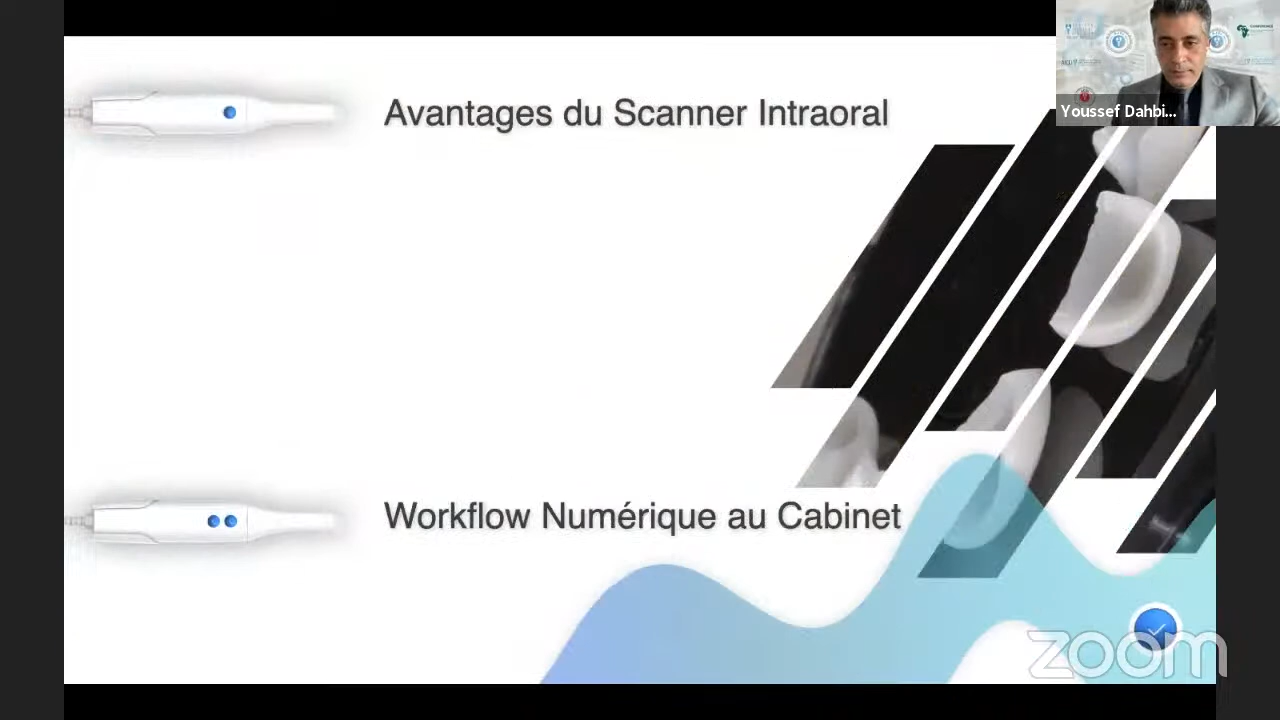 Avantages du Scanner Intraoral
Youssef Dahbi...
Workflow Numérique au Cabinet
zoom